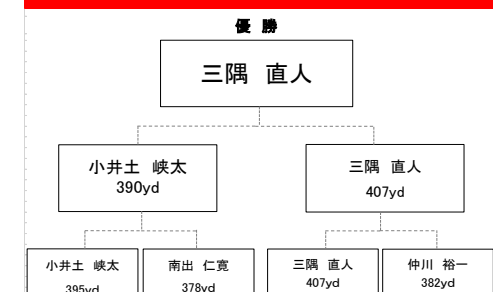 優 勝
三隅 直人
小井土 峡太
390yd
三隅 直人
407yd
小井土 峡太
395yd
南出 仁寛
378yd
三隅 直人
407yd
仲川 裕一
382yd